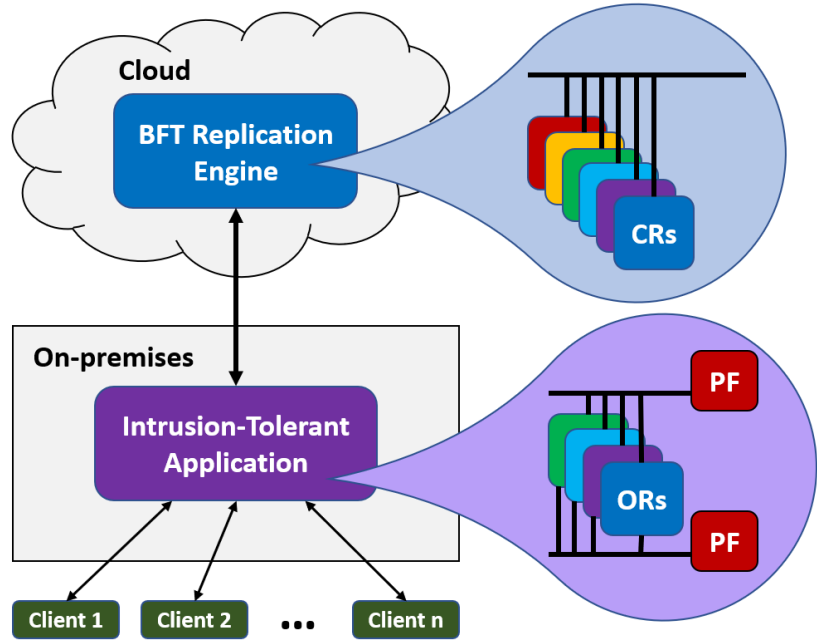 Cloud
BFT Replication
Engine
CRs
On-premises
Intrusion-Tolerant
Application
PF
ORs
PF
Client 1
Client 2
...
Client n